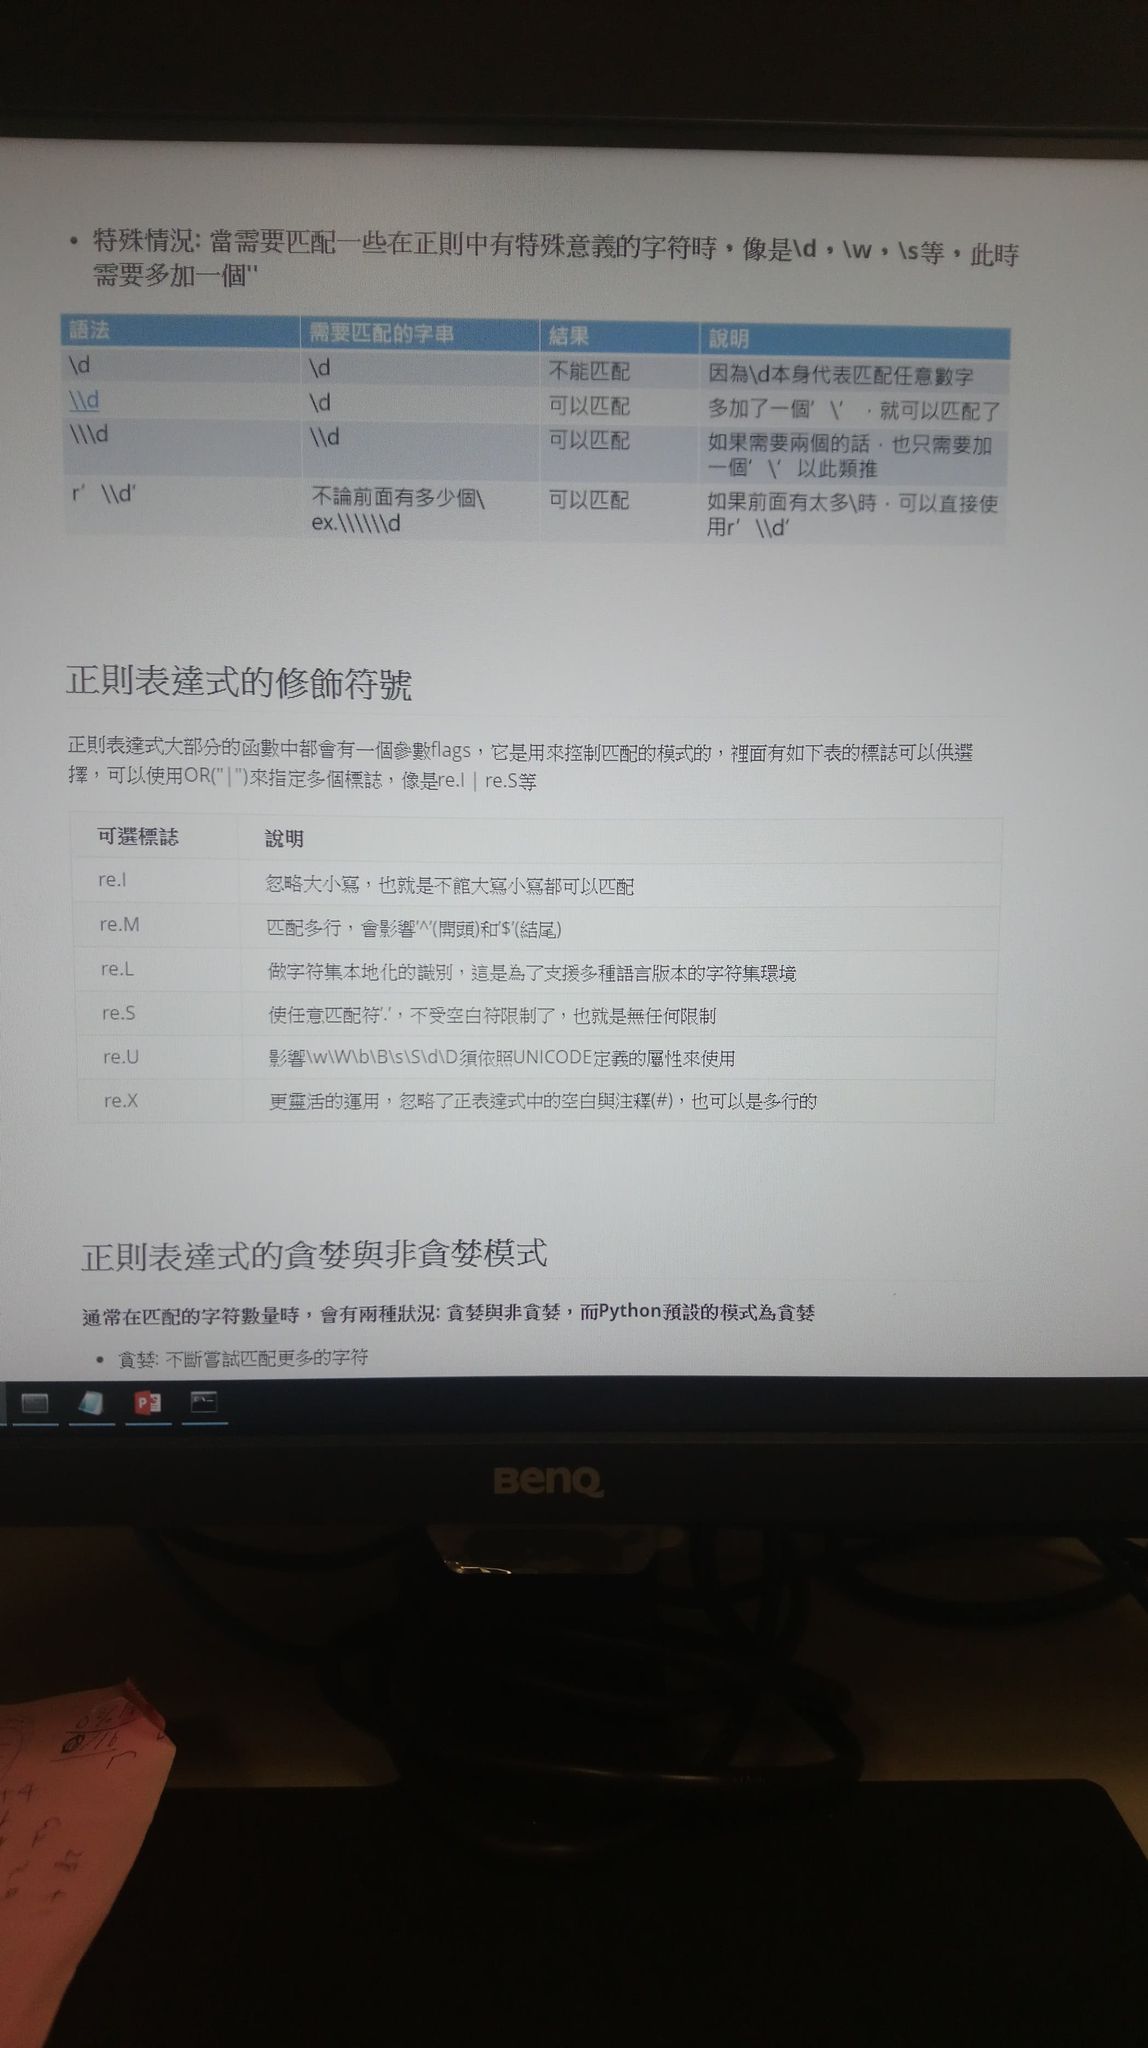 • 特殊情況: 當需要匹配一些在正則中有特殊意義的字符時，像是\d，\w，\s等，此時
需要多加一個"
語法 需要匹配的字串 結果 說明
\d \d 不能匹配 因為\d本身代表匹配任意數字
\\d \d 可以匹配 多加了一個'\'，就可以匹配了
\\\d \\d 可以匹配 如果需要兩個的話，也只需要加
一個'\'以此類推
r'\\d' 不論前面有多少個\ 可以匹配 如果前面有太多\時，可以直接使
ex.\\\\\\d 用r'\\d'
正則表達式的修飾符號
正則表達式大部分的函數中都會有一個參數flags，它是用來控制匹配的模式的，裡面有如下表的標誌可以供選
擇，可以使用OR("|")來指定多個標誌，像是re.I | re.S等
可選標誌 說明
re.I 忽略大小寫，也就是不館大寫小寫都可以匹配
re.M 匹配多行，會影響'^'(開頭)和'$'(結尾)
re.L 做字符集本地化的識別，這是為了支援多種語言版本的字符集環境
re.S 使任意匹配符'.'，不受空白符限制了，也就是無任何限制
re.U 影響\w\W\b\B\s\S\d\D須依照UNICODE定義的屬性來使用
re.X 更靈活的運用，忽略了正表達式中的空白與注釋(#)，也可以是多行的
正則表達式的貪婪與非貪婪模式
通常在匹配的字符數量時，會有兩種狀況: 貪婪與非貪婪，而Python預設的模式為貪婪
• 貪婪: 不斷嘗試匹配更多的字符
BenQ